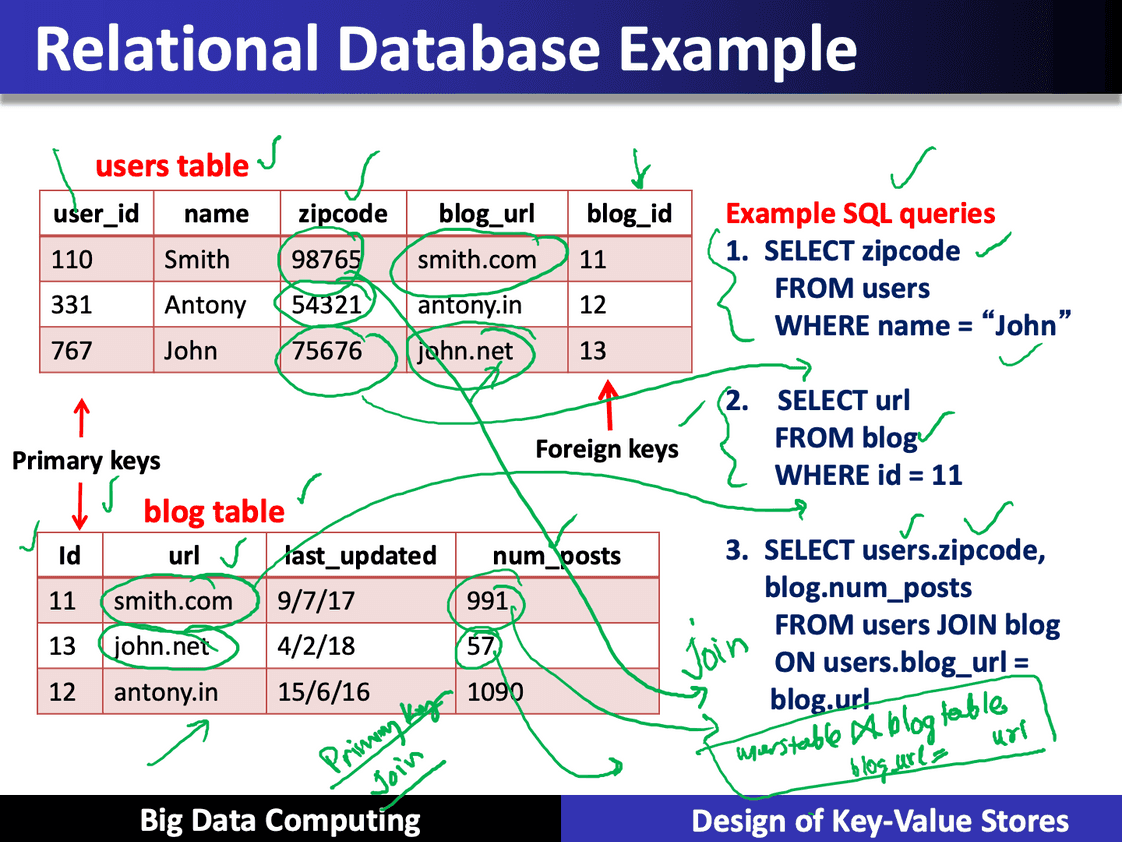 Relational Database Example
users table
user_id name zipcode blog_url blog_id
110 Smith 98765 smith.com 11
331 Antony 54321 antony.in 12
767 John 75676 john.net 13
Primary keys
Foreign keys
blog table
Id url last_updated num_posts
11 smith.com 9/7/17 991
13 john.net 4/2/18 57
12 antony.in 15/6/16 1090
Example SQL queries
1. SELECT zipcode
FROM users
WHERE name = “John”
2. SELECT url
FROM blog
WHERE id = 11
3. SELECT users.zipcode,
blog.num_posts
FROM users JOIN blog
ON users.blog_url =
blog.url
Join
Primary key
Join
userstable ⋈ blog table
blog_url = url
Big Data Computing
Design of Key-Value Stores